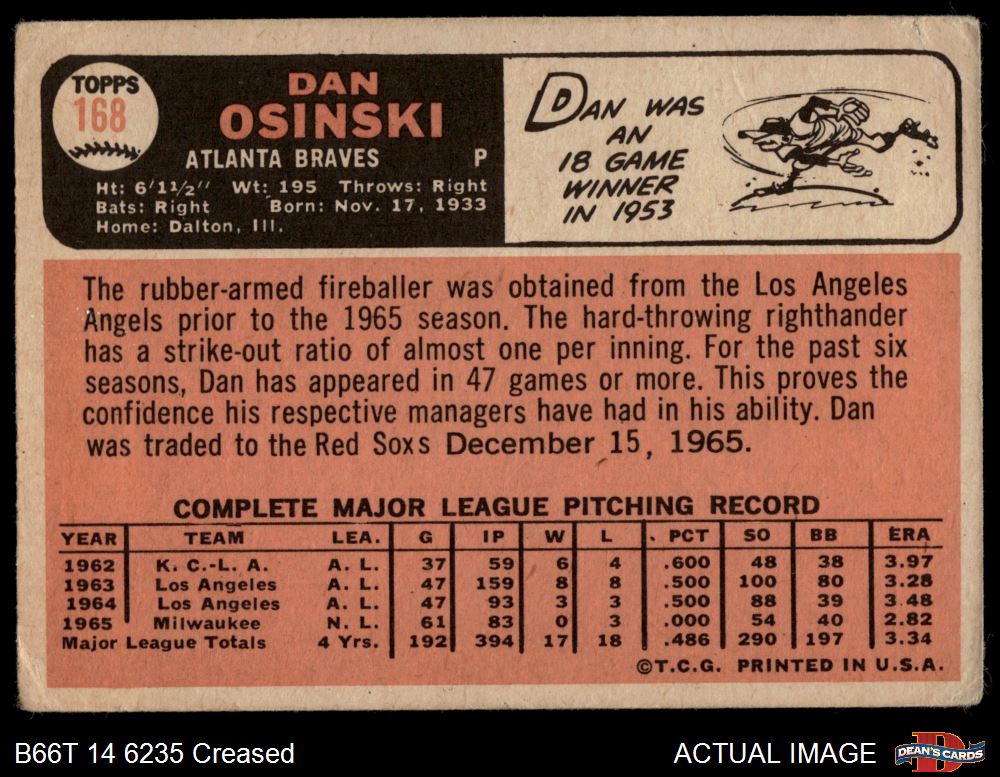 TOPPS
168
DAN
OSINSKI
ATLANTA BRAVES P
Ht: 6'1½" Wt: 195 Throws: Right
Bats: Right Born: Nov. 17, 1933
Home: Dalton, Ill.
DAN WAS
AN
18 GAME
WINNER
IN 1953
The rubber-armed fireballer was obtained from the Los Angeles
Angels prior to the 1965 season. The hard-throwing righthander
has a strike-out ratio of almost one per inning. For the past six
seasons, Dan has appeared in 47 games or more. This proves the
confidence his respective managers have had in his ability. Dan
was traded to the Red Soxs December 15, 1965.
COMPLETE MAJOR LEAGUE PITCHING RECORD
YEAR TEAM LEA. G IP W L PCT SO BB ERA
1962 K. C.-L. A. A. L. 37 59 6 4 .600 48 38 3.97
1963 Los Angeles A. L. 47 159 8 8 .500 100 80 3.28
1964 Los Angeles A. L. 47 93 3 3 .500 88 39 3.48
1965 Milwaukee N. L. 61 83 0 3 .000 54 40 2.82
Major League Totals 4 Yrs. 192 394 17 18 .486 290 197 3.34
©T.C.G. PRINTED IN U.S.A.
B66T 14 6235 Creased
ACTUAL IMAGE
DEAN'S CARDS